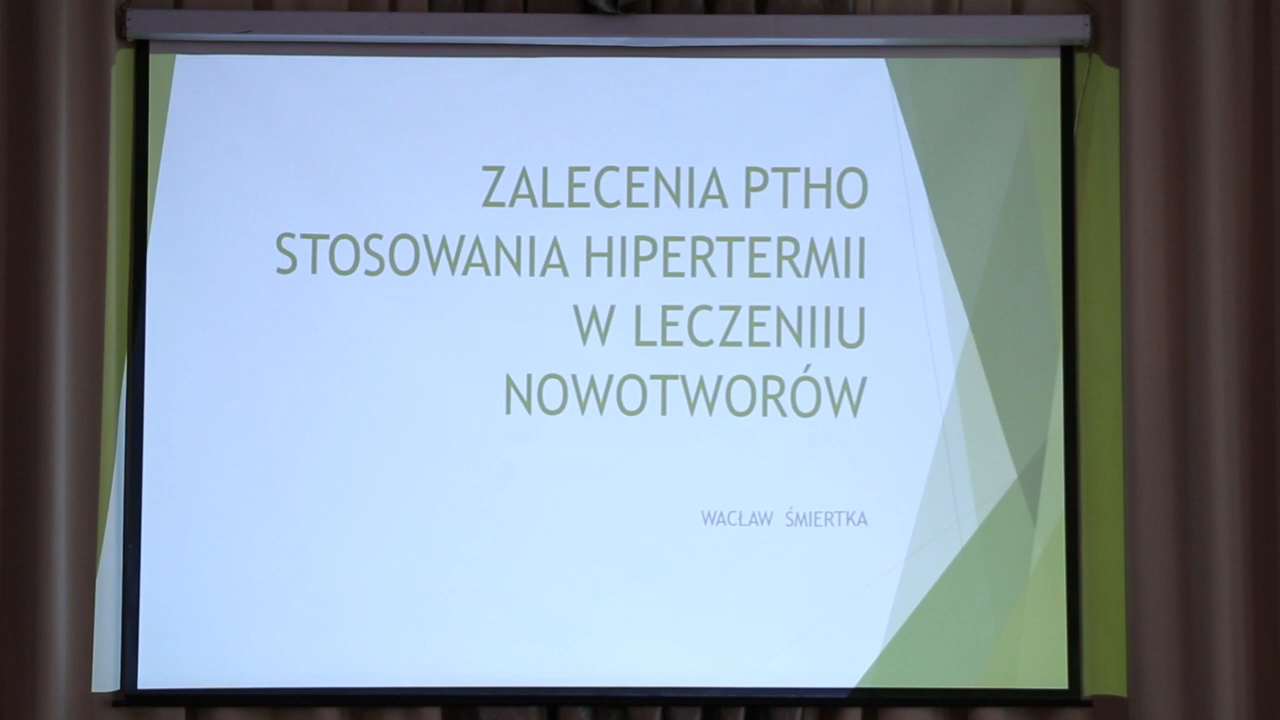 ZALECENIA PTHO
STOSOWANIA HIPERTERMII
W LECZENIIU
NOWOTWORÓW
WACŁAW ŚMIERTKA